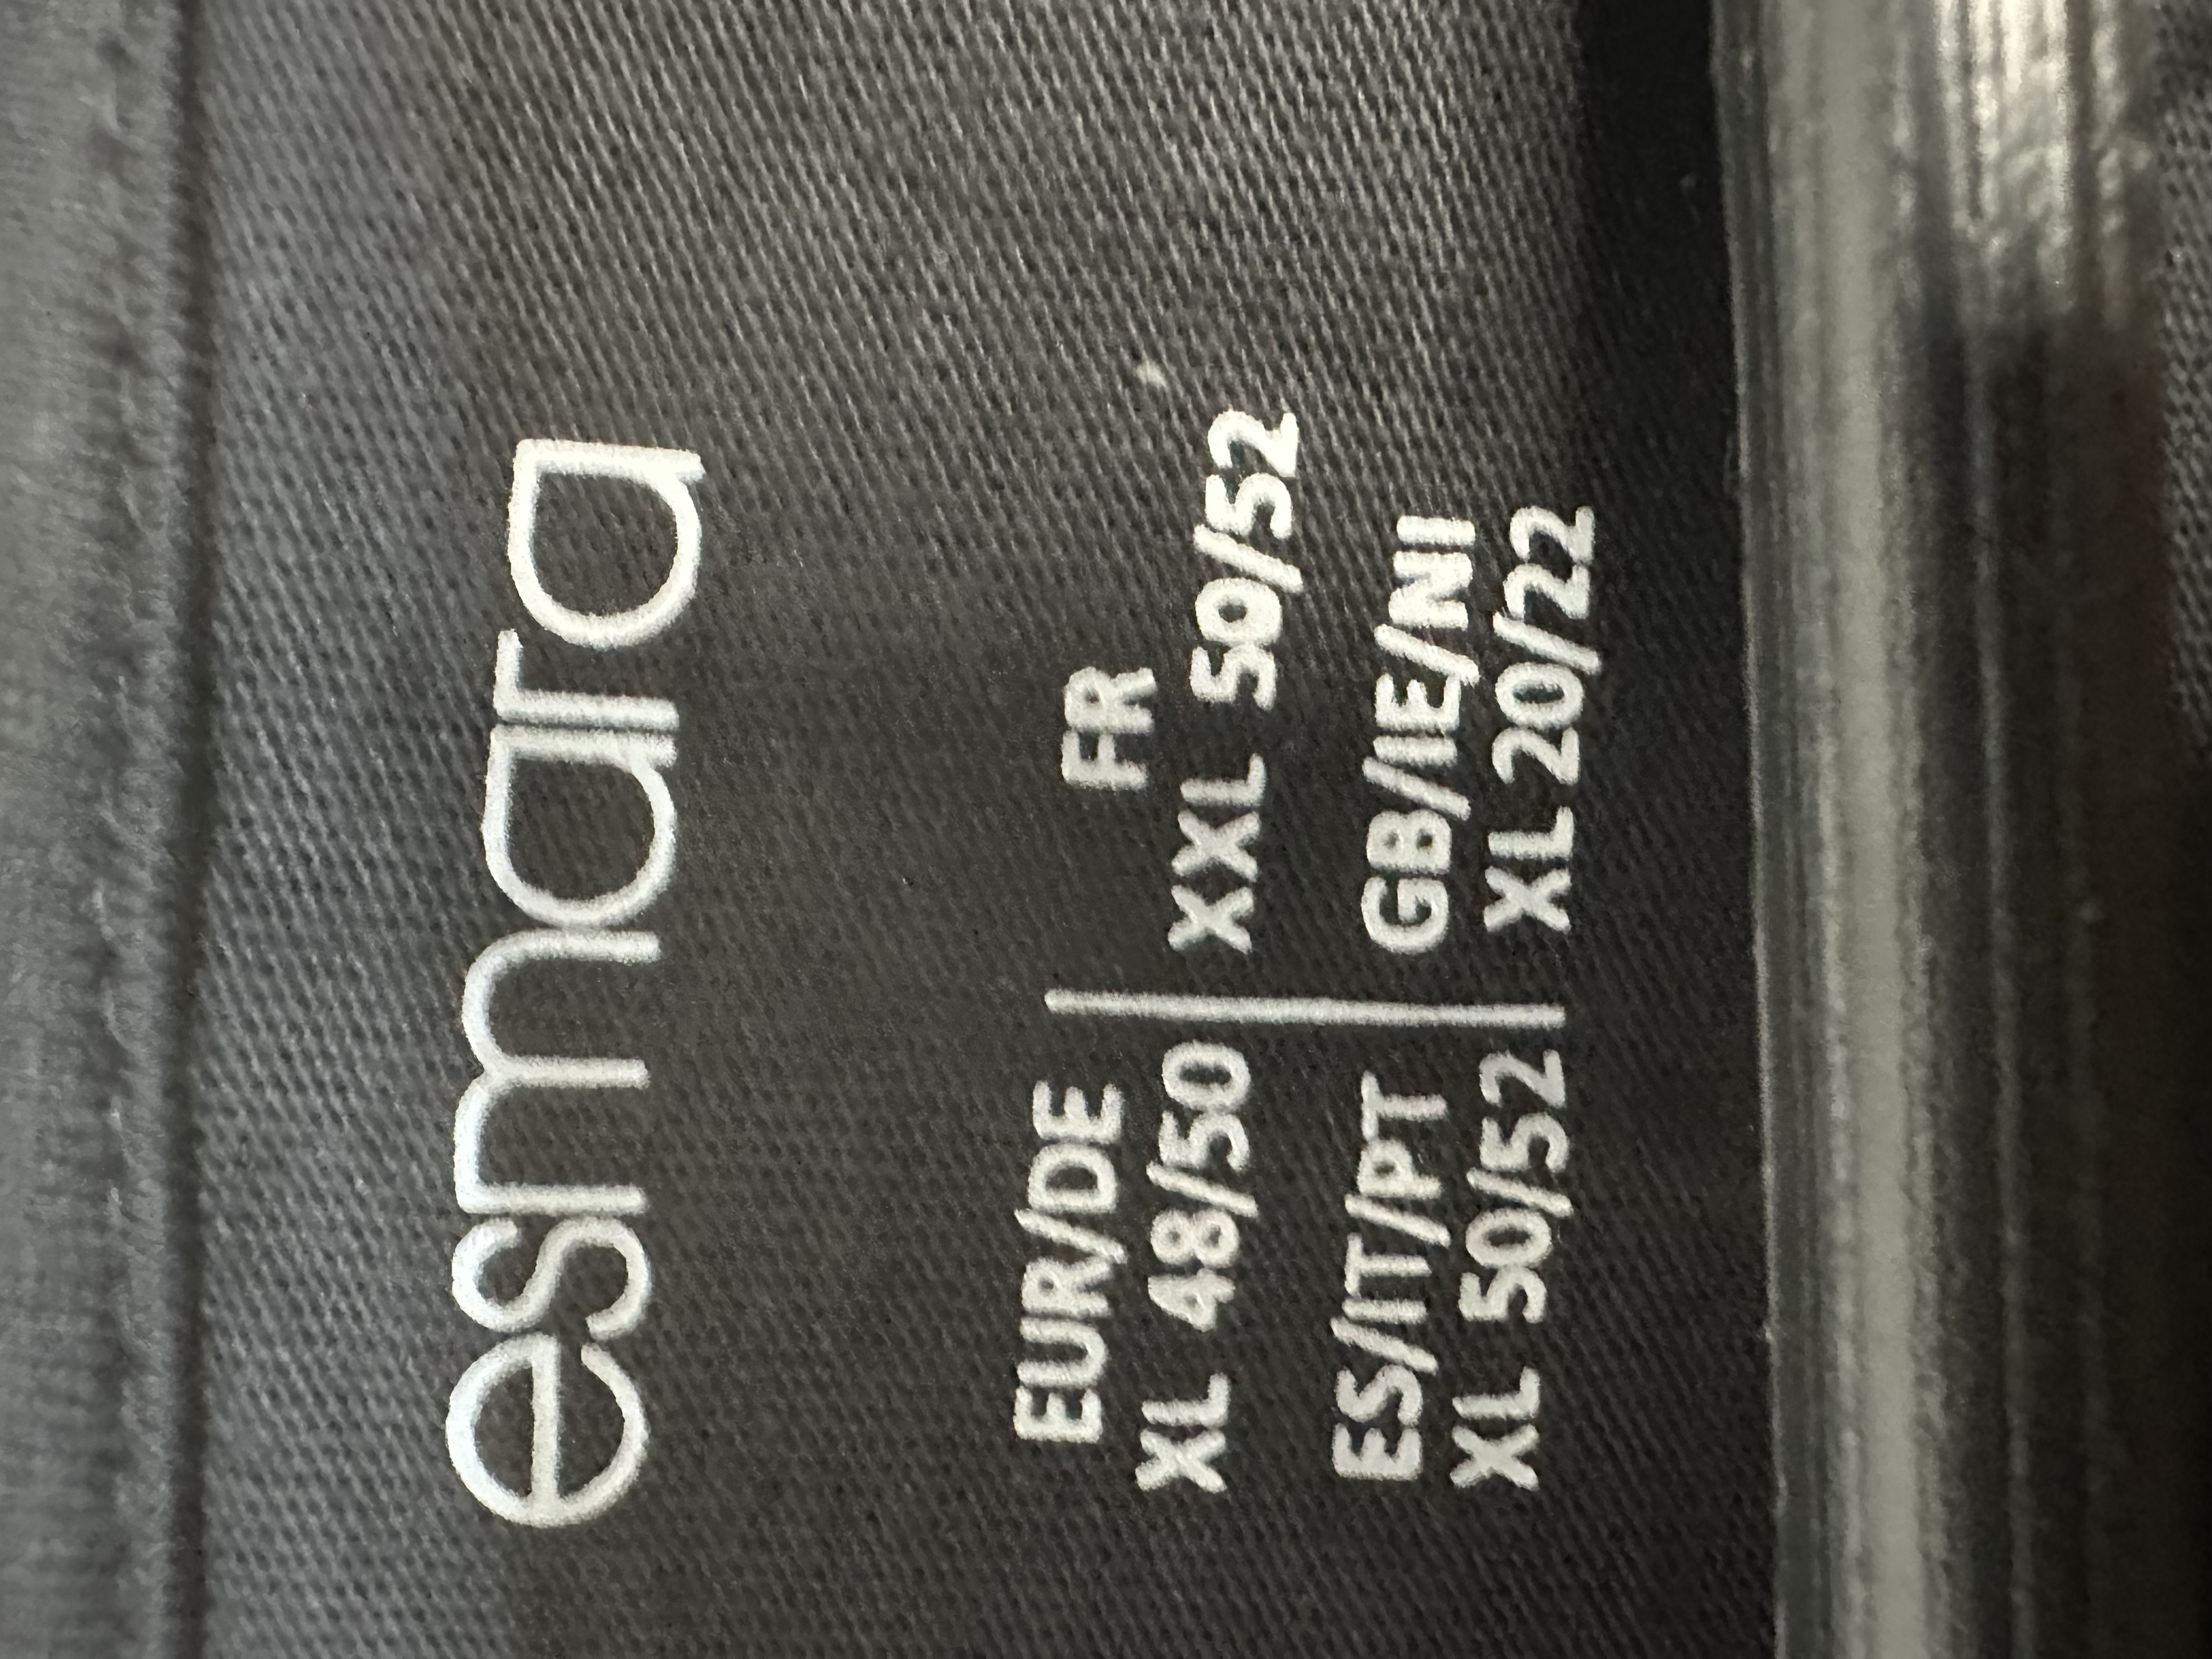 esmara
EUR/DE
XL 48/50
FR
XXL 50/52
ES/IT/PT
XL 50/52
GB/IE/NI
XL 20/22